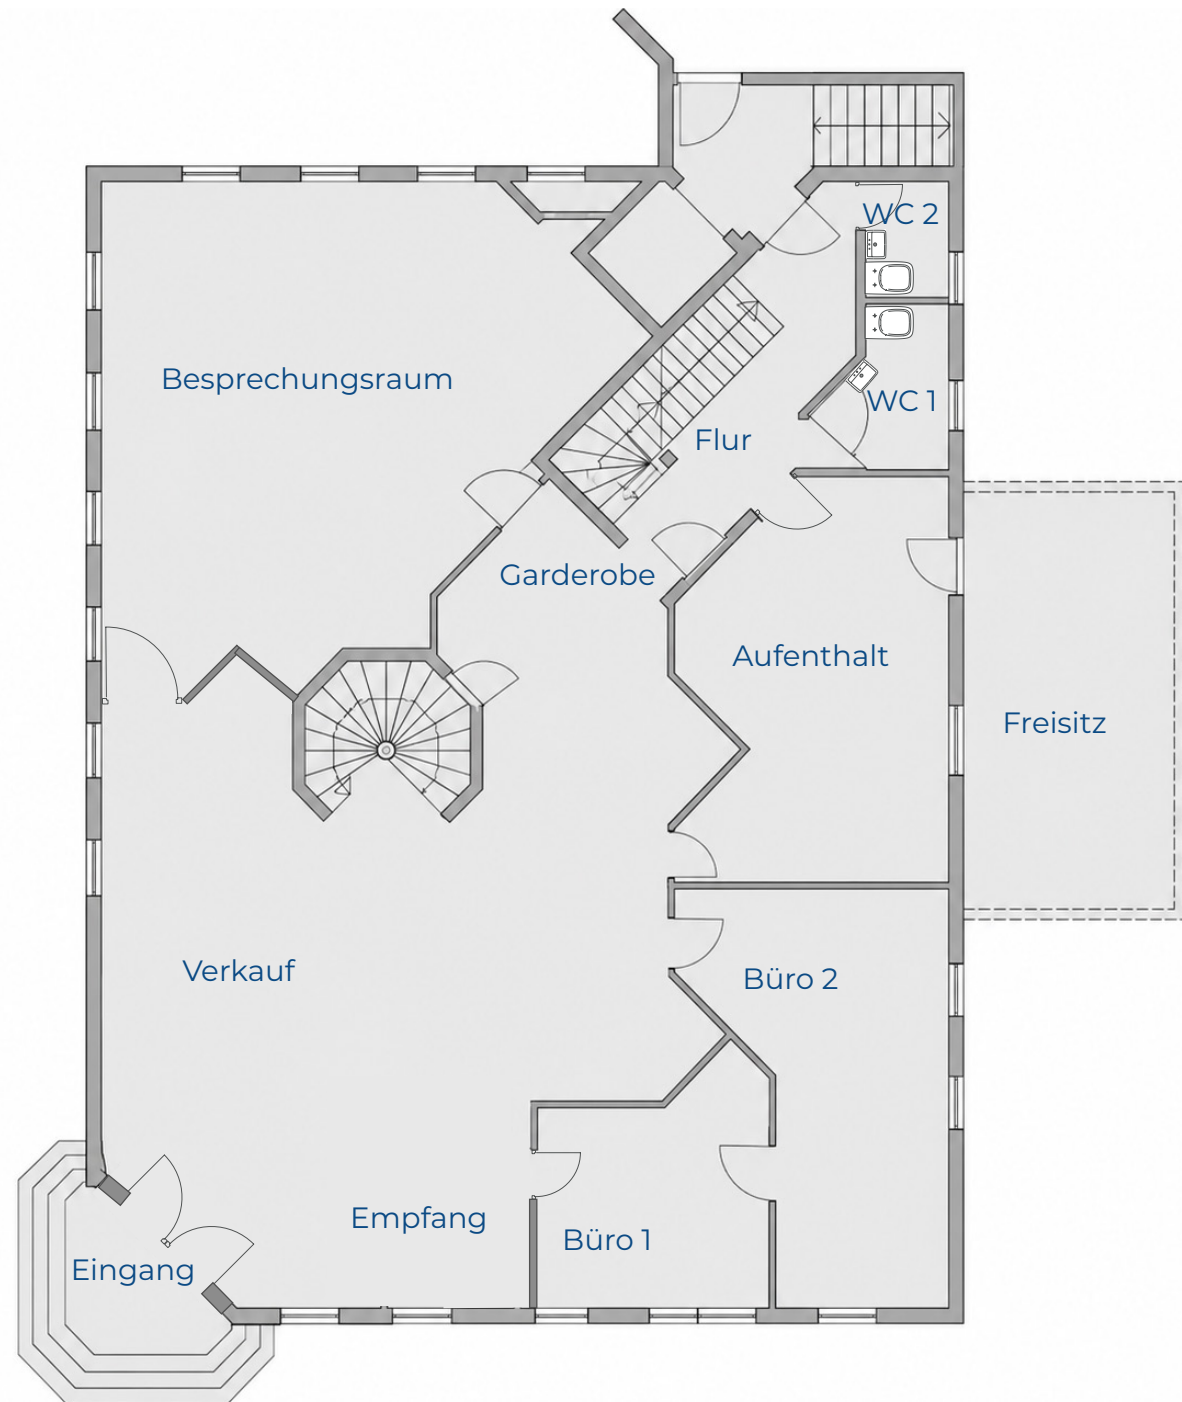 WC 2
Besprechungsraum
WC 1
Flur
Garderobe
Aufenthalt
Freisitz
Verkauf
Büro 2
Empfang
Büro 1
Eingang